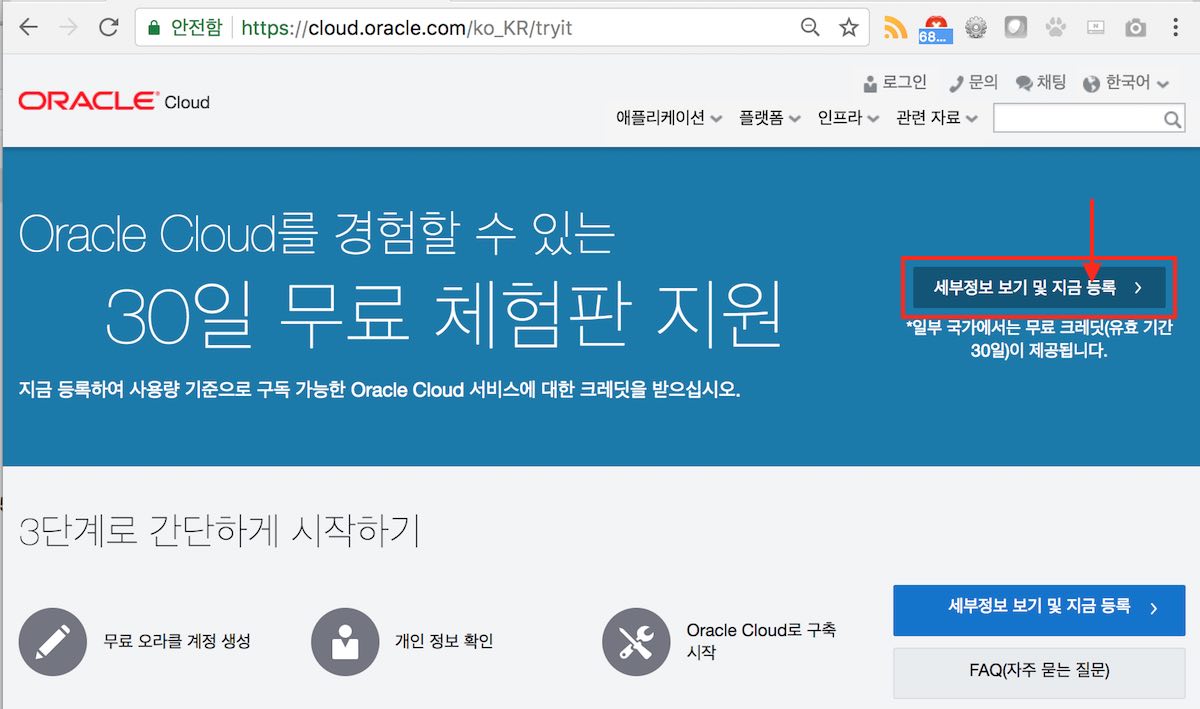 안전함
https://cloud.oracle.com/ko_KR/tryit
68...
ORACLE® Cloud
로그인
문의
채팅
한국어
애플리케이션
플랫폼
인프라
관련 자료
Oracle Cloud를 경험할 수 있는
30일 무료 체험판 지원
지금 등록하여 사용량 기준으로 구독 가능한 Oracle Cloud 서비스에 대한 크레딧을 받으십시오.
세부정보 보기 및 지금 등록
*일부 국가에서는 무료 크레딧(유효 기간
30일)이 제공됩니다.
3단계로 간단하게 시작하기
무료 오라클 계정 생성
개인 정보 확인
Oracle Cloud로 구축
시작
세부정보 보기 및 지금 등록
FAQ(자주 묻는 질문)